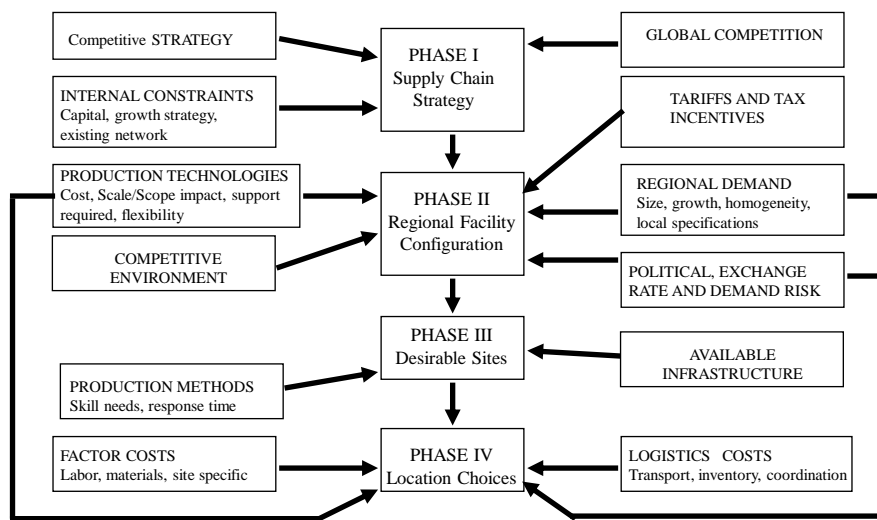 Competitive STRATEGY
PHASE I
Supply Chain
Strategy
GLOBAL COMPETITION
INTERNAL CONSTRAINTS
Capital, growth strategy,
existing network
TARIFFS AND TAX
INCENTIVES
PRODUCTION TECHNOLOGIES
Cost, Scale/Scope impact, support
required, flexibility
PHASE II
Regional Facility
Configuration
REGIONAL DEMAND
Size, growth, homogeneity,
local specifications
COMPETITIVE
ENVIRONMENT
POLITICAL, EXCHANGE
RATE AND DEMAND RISK
PHASE III
Desirable Sites
AVAILABLE
INFRASTRUCTURE
PRODUCTION METHODS
Skill needs, response time
FACTOR COSTS
Labor, materials, site specific
PHASE IV
Location Choices
LOGISTICS COSTS
Transport, inventory, coordination